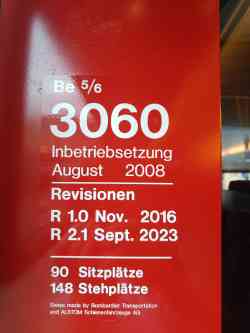 Be 5/6
3060
Inbetriebsetzung
August 2008
Revisionen
R 1.0 Nov. 2016
R 2.1 Sept. 2023
90 Sitzplätze
148 Stehplätze
Swiss made by Bombardier Transportation
and ALSTOM Schienenfahrzeuge AG